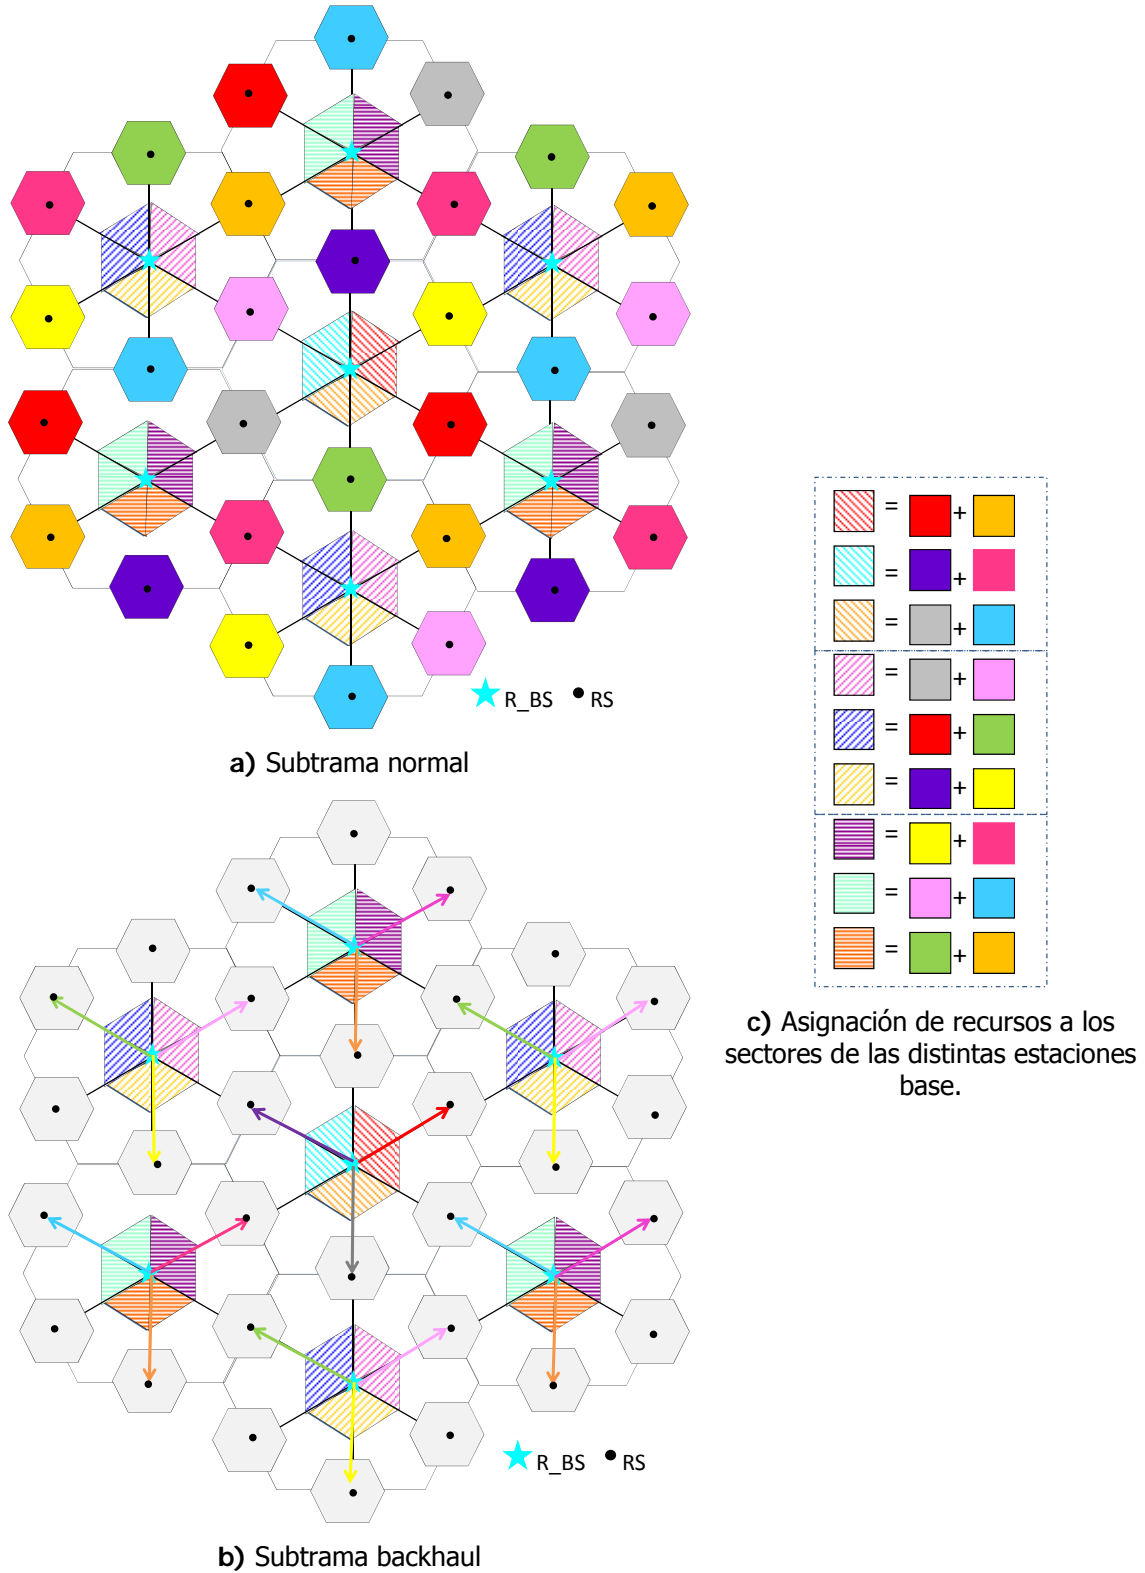 R_BS RS
a) Subtrama normal
= +
= +
= +
= +
= +
= +
= +
= +
= +
c) Asignación de recursos a los
sectores de las distintas estaciones
base.
R_BS RS
b) Subtrama backhaul